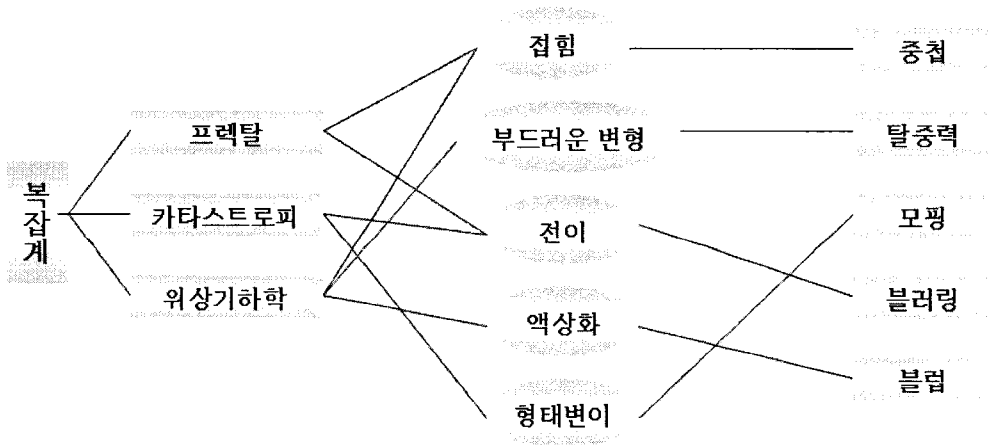 복잡계
프렉탈
카타스트로피
위상기하학
접힘
부드러운 변형
전이
액상화
형태변이
중첩
탈중력
모핑
블러링
블럽